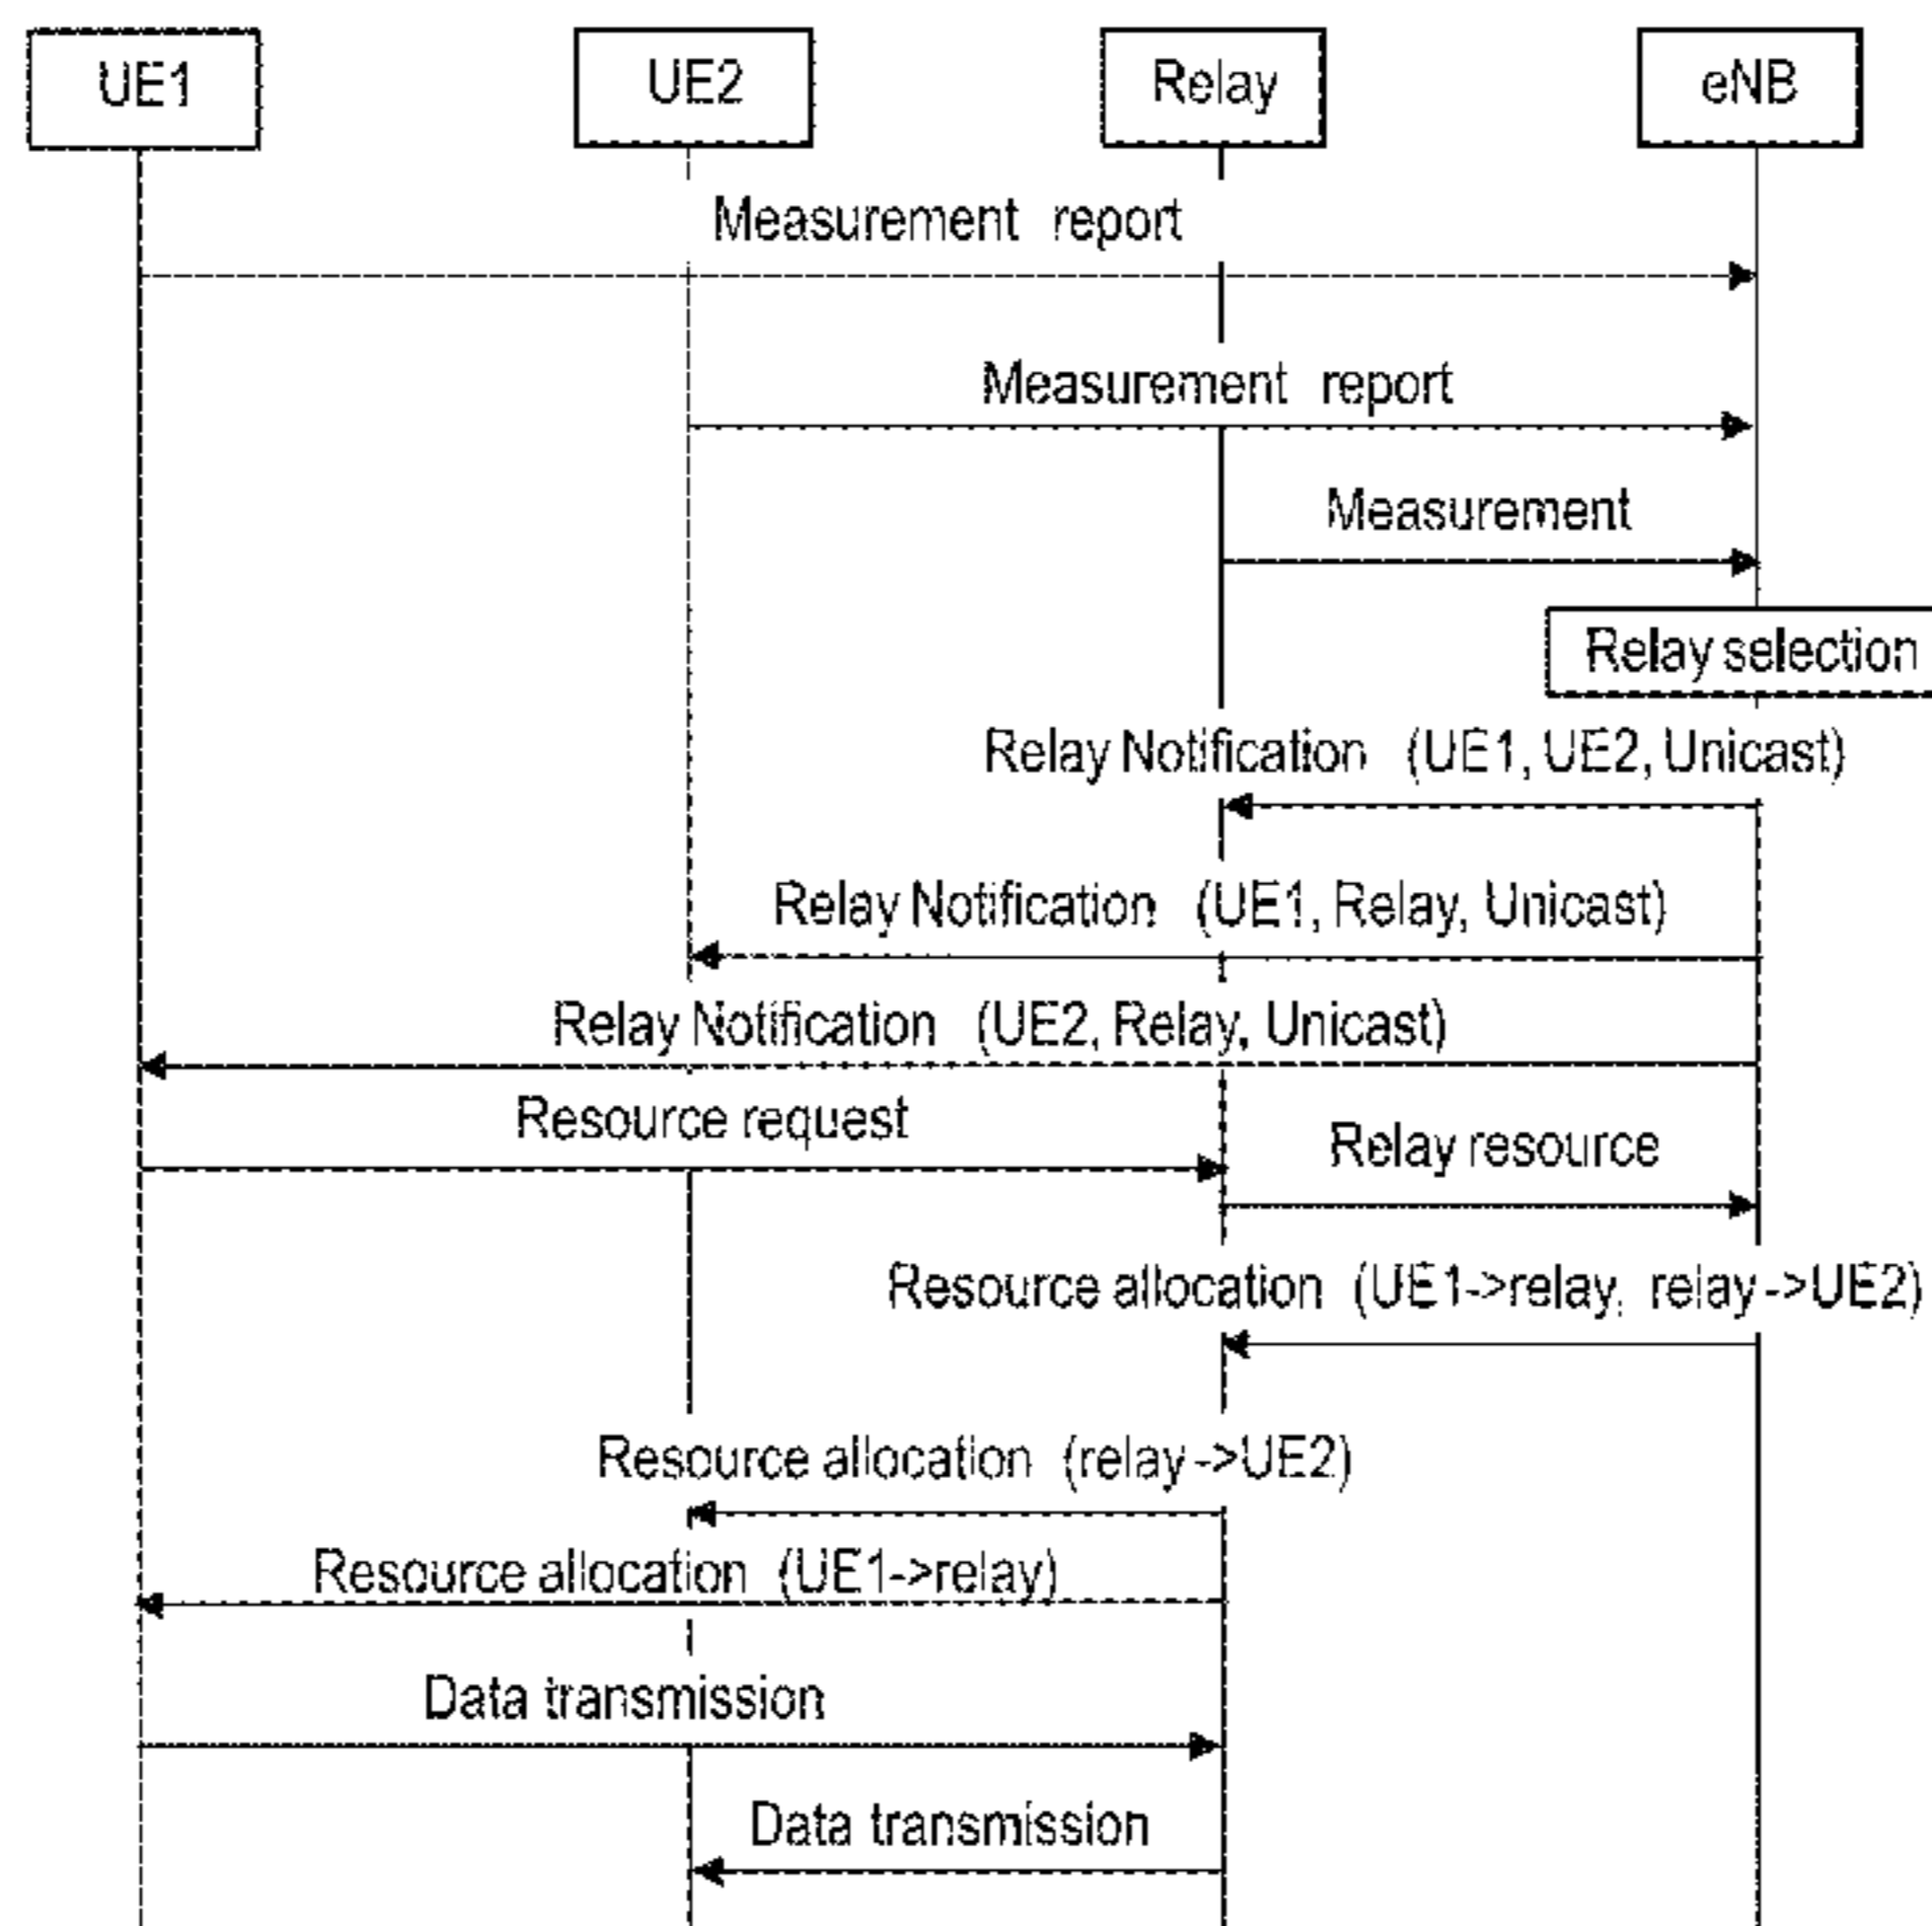 UE1 UE2 Relay eNB
Measurement report
Measurement report
Measurement
Relay selection
Relay Notification (UE1, UE2, Unicast)
Relay Notification (UE1, Relay, Unicast)
Relay Notification (UE2, Relay, Unicast)
Resource request
Relay resource
Resource allocation (UE1->relay, relay->UE2)
Resource allocation (relay->UE2)
Resource allocation (UE1->relay)
Data transmission
Data transmission